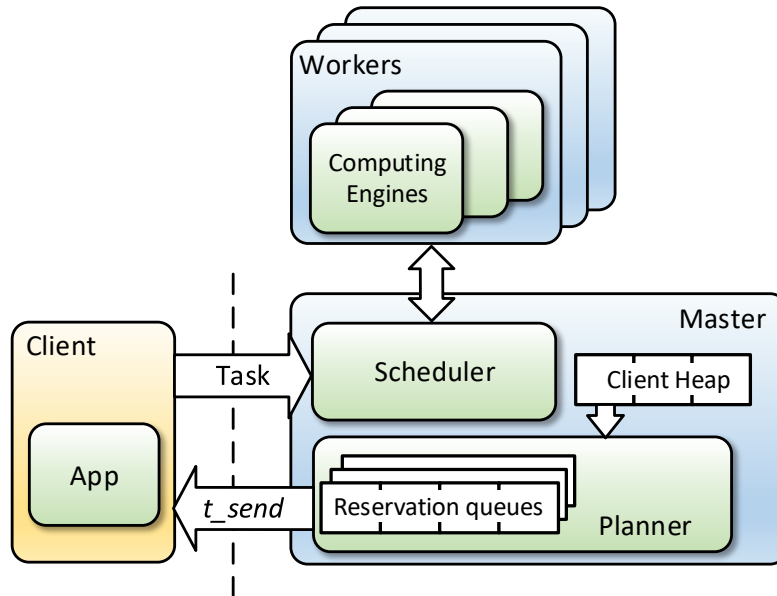 Workers
Computing
Engines
Master
Client
Scheduler
Task
Client Heap
App
t_send
Reservation queues
Planner